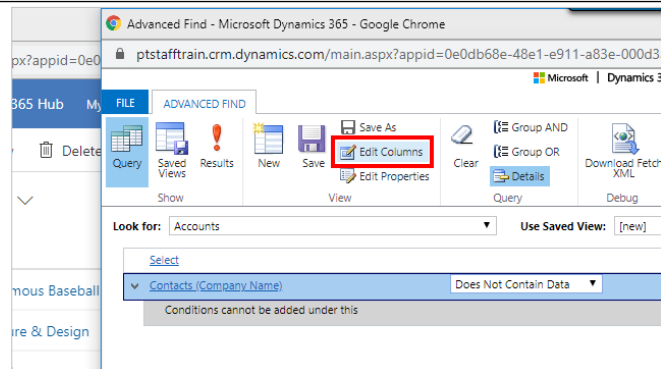 Advanced Find - Microsoft Dynamics 365 - Google Chrome
px?appid=0e0
ptstafftrain.crm.dynamics.com/main.aspx?appid=0e0db68e-48e1-e911-a83e-000d3
Microsoft | Dynamics 3
365 Hub My
FILE ADVANCED FIND
Delete
Query
Saved Views
Results
New
Save
Save As
Edit Columns
Edit Properties
Clear
Group AND
Group OR
Details
Download Fetch XML
Show View Query Debug
Look for: Accounts Use Saved View: [new]
Select
Contacts (Company Name) Does Not Contain Data
mous Baseball
Conditions cannot be added under this
ure & Design